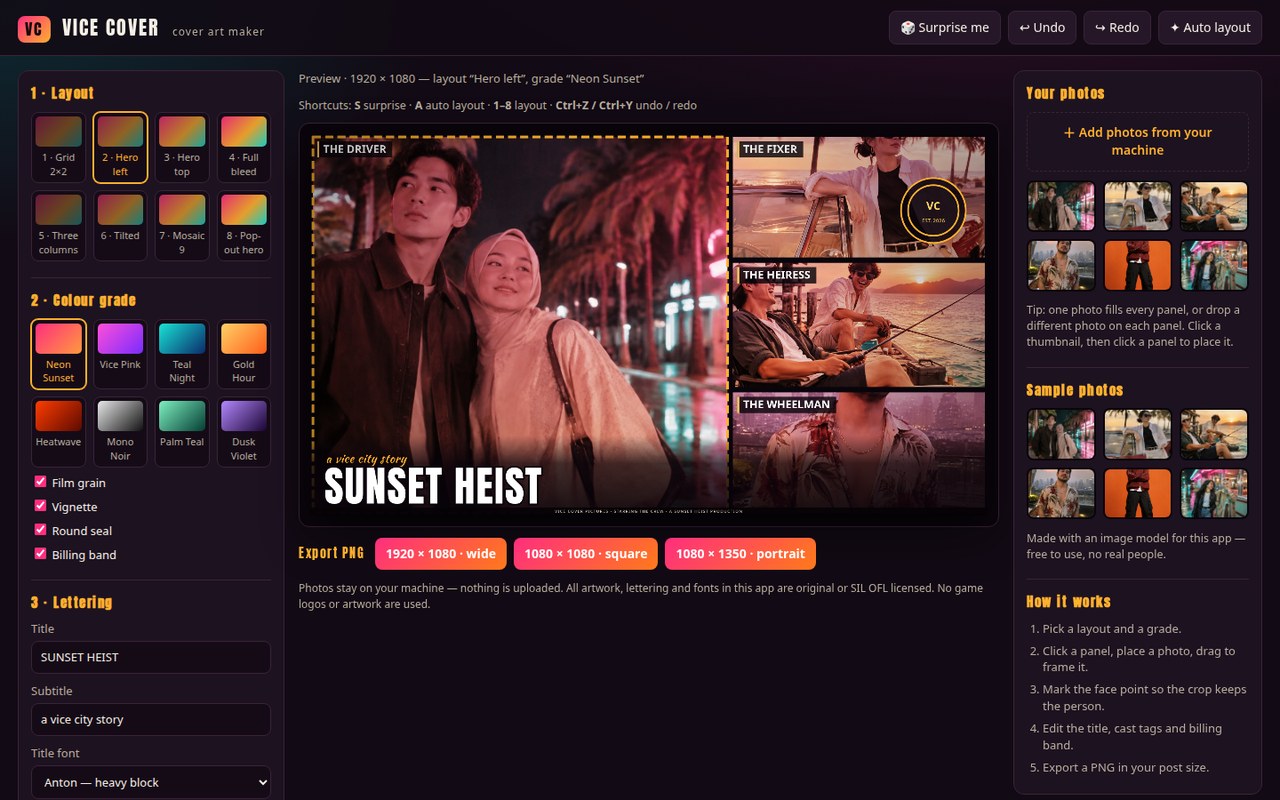 VC VICE COVER cover art maker
🎲 Surprise me
↩ Undo
↪ Redo
✦ Auto layout
1 · Layout
1 · Grid
2×2
2 · Hero
left
3 · Hero
top
4 · Full
bleed
5 · Three
columns
6 · Tilted
7 · Mosaic
9
8 · Pop-
out hero
2 · Colour grade
Neon
Sunset
Vice Pink
Teal
Night
Gold
Hour
Heatwave
Mono
Noir
Palm Teal
Dusk
Violet
Film grain
Vignette
Round seal
Billing band
3 · Lettering
Title
SUNSET HEIST
Subtitle
a vice city story
Title font
Anton — heavy block
Preview · 1920 × 1080 — layout “Hero left”, grade “Neon Sunset”
Shortcuts: S surprise · A auto layout · 1–8 layout · Ctrl+Z / Ctrl+Y undo / redo
THE DRIVER
THE FIXER
VC
EST. 2026
THE HEIRESS
THE WHEELMAN
a vice city story
SUNSET HEIST
Export PNG
1920 × 1080 · wide
1080 × 1080 · square
1080 × 1350 · portrait
Photos stay on your machine — nothing is uploaded. All artwork, lettering and fonts in this app are original or SIL OFL licensed. No game
logos or artwork are used.
Your photos
+ Add photos from your
machine
Tip: one photo fills every panel, or drop a
different photo on each panel. Click a
thumbnail, then click a panel to place it.
Sample photos
Made with an image model for this app —
free to use, no real people.
How it works
1. Pick a layout and a grade.
2. Click a panel, place a photo, drag to
frame it.
3. Mark the face point so the crop keeps
the person.
4. Edit the title, cast tags and billing
band.
5. Export a PNG in your post size.